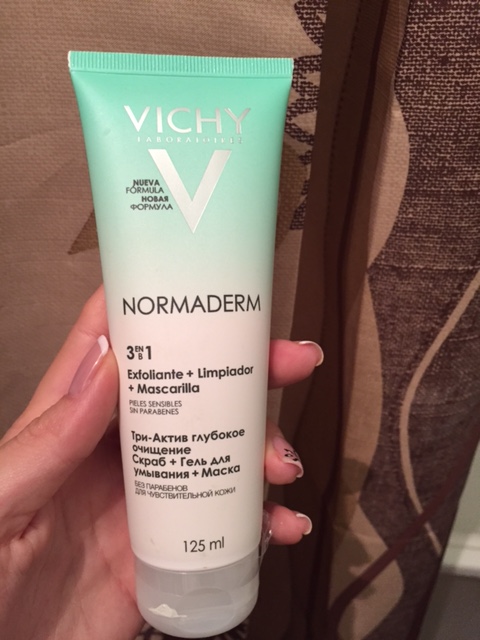 VICHY
LABORATOIRES
V
NUEVA
FÓRMULA
НОВАЯ
ФОРМУЛА
NORMADERM
3 EN B 1
Exfoliante + Limpiador
+ Mascarilla
PIELES SENSIBLES
SIN PARABENES
Три-Актив глубокое
очищение
Скраб + Гель для
умывания + Маска
БЕЗ ПАРАБЕНОВ
ДЛЯ ЧУВСТВИТЕЛЬНОЙ КОЖИ
125 ml